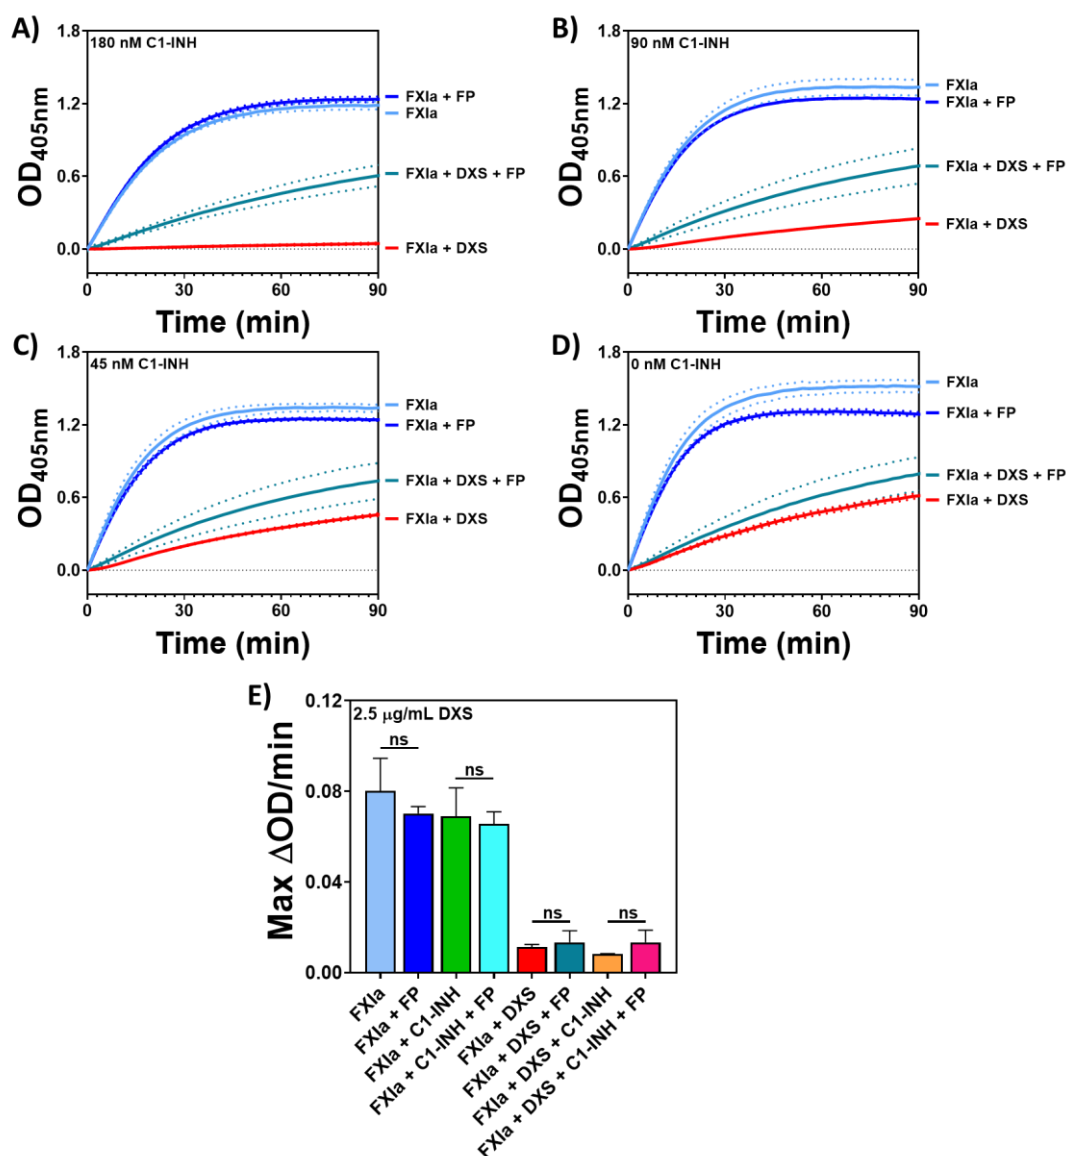 A)
180 nM C1-INH
OD405nm
1.8
1.2
0.6
0.0
FXIa + FP
FXIa
FXIa + DXS + FP
FXIa + DXS
0 30 60 90
Time (min)
B)
90 nM C1-INH
OD405nm
1.8
1.2
0.6
0.0
FXIa
FXIa + FP
FXIa + DXS + FP
FXIa + DXS
0 30 60 90
Time (min)
C)
45 nM C1-INH
OD405nm
1.8
1.2
0.6
0.0
FXIa
FXIa + FP
FXIa + DXS + FP
FXIa + DXS
0 30 60 90
Time (min)
D)
0 nM C1-INH
OD405nm
1.8
1.2
0.6
0.0
FXIa
FXIa + FP
FXIa + DXS + FP
FXIa + DXS
0 30 60 90
Time (min)
E)
2.5 μg/mL DXS
Max ΔOD/min
0.12
0.08
0.04
0.00
ns
ns
ns
ns
FXIa
FXIa + FP
FXIa + C1-INH
FXIa + C1-INH + FP
FXIa + DXS
FXIa + DXS + FP
FXIa + DXS + C1-INH
FXIa + DXS + C1-INH + FP